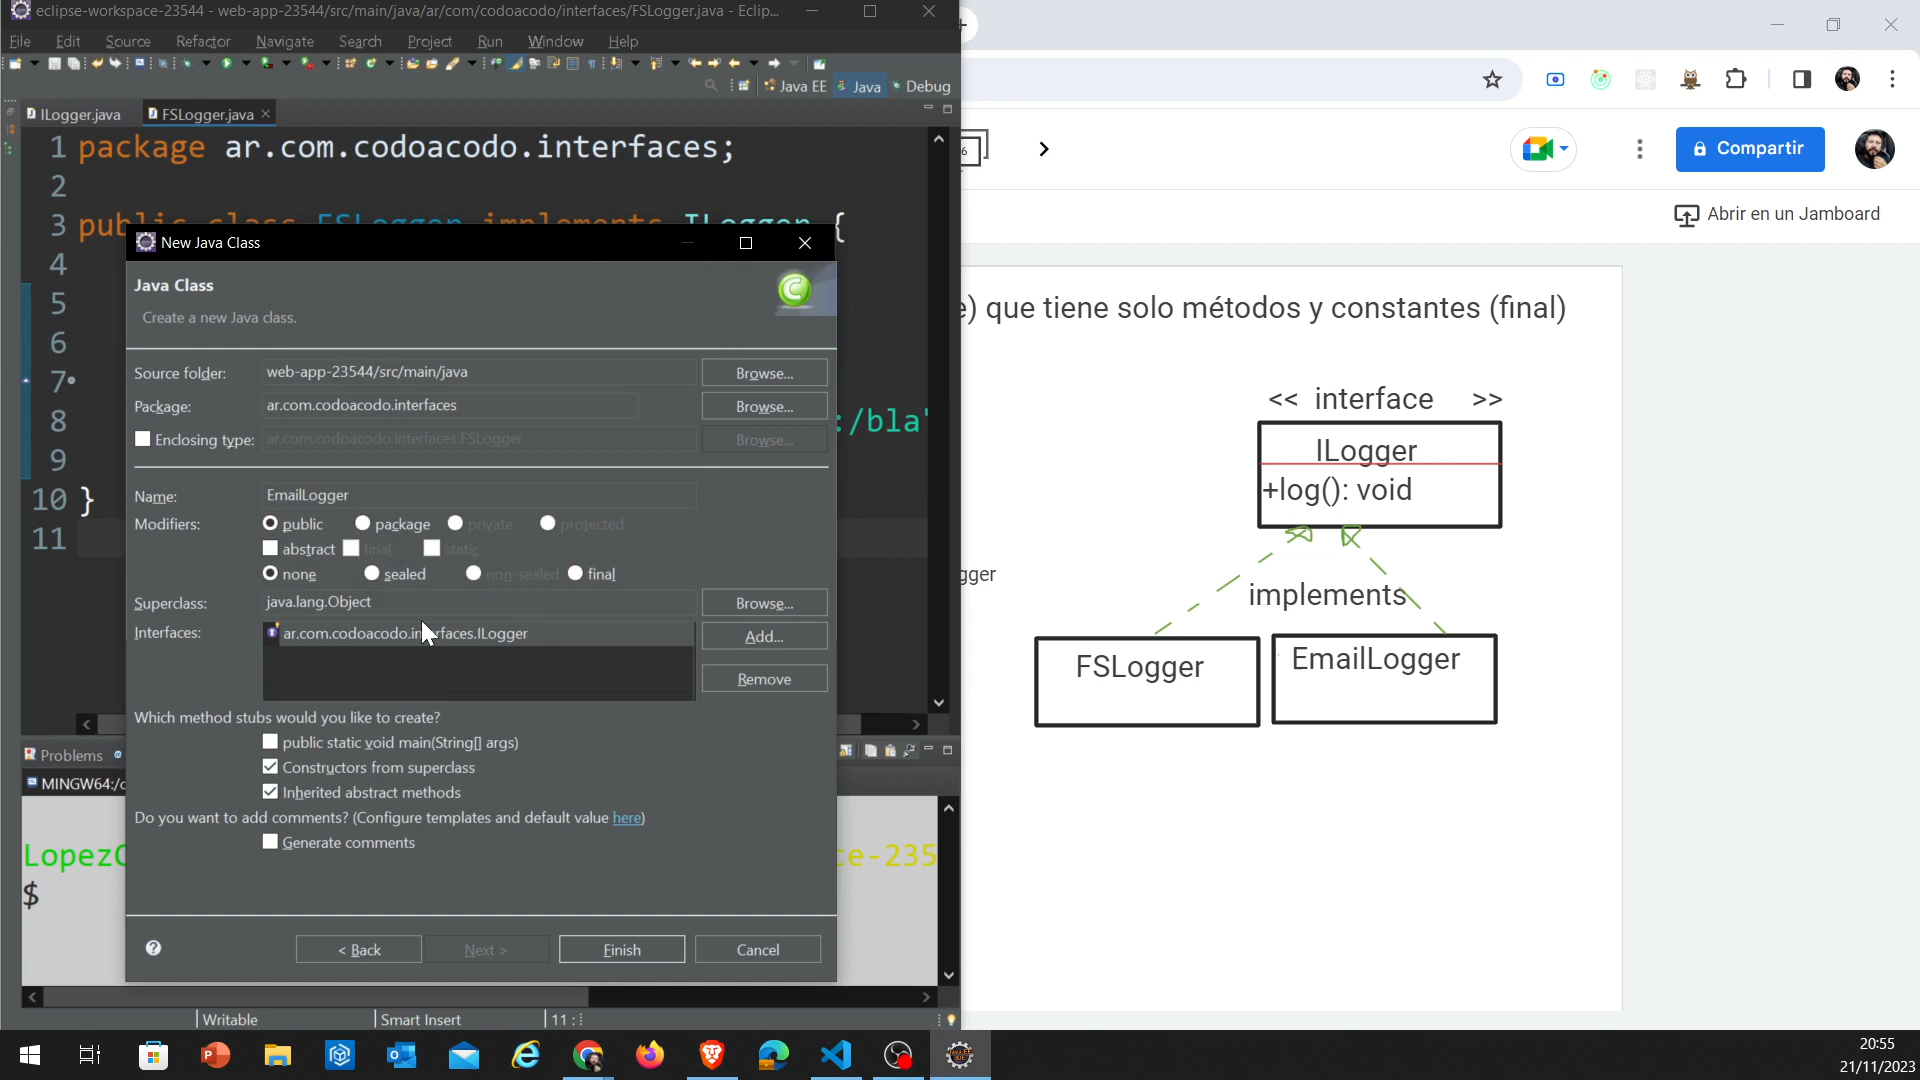 eclipse-workspace-23544 - web-app-23544/src/main/java/ar/com/codoacodo/interfaces/FSLogger.java - Eclip...
File Edit Source Refactor Navigate Search Project Run Window Help
Java EE Java Debug
ILogger.java FSLogger.java
1 package ar.com.codoacodo.interfaces;
2
3 public class FSLogger implements ILogger {
4
5
6
7
8 :/bla"
9
10 }
11
New Java Class
Java Class
Create a new Java class.
Source folder: web-app-23544/src/main/java Browse...
Package: ar.com.codoacodo.interfaces Browse...
Enclosing type: ar.com.codoacodo.interfaces.FSLogger Browse...
Name: EmailLogger
Modifiers: public package private protected
abstract final static
none sealed non-sealed final
Superclass: java.lang.Object Browse...
Interfaces: ar.com.codoacodo.interfaces.ILogger Add...
Remove
Which method stubs would you like to create?
public static void main(String[] args)
Constructors from superclass
Inherited abstract methods
Do you want to add comments? (Configure templates and default value here)
Generate comments
< Back Next > Finish Cancel
Problems
MINGW64:/
ce-235
$
Writable Smart Insert 11 :
Compartir
Abrir en un Jamboard
e) que tiene solo métodos y constantes (final)
<< interface >>
ILogger
+log(): void
gger
implements
FSLogger EmailLogger
20:55
21/11/2023